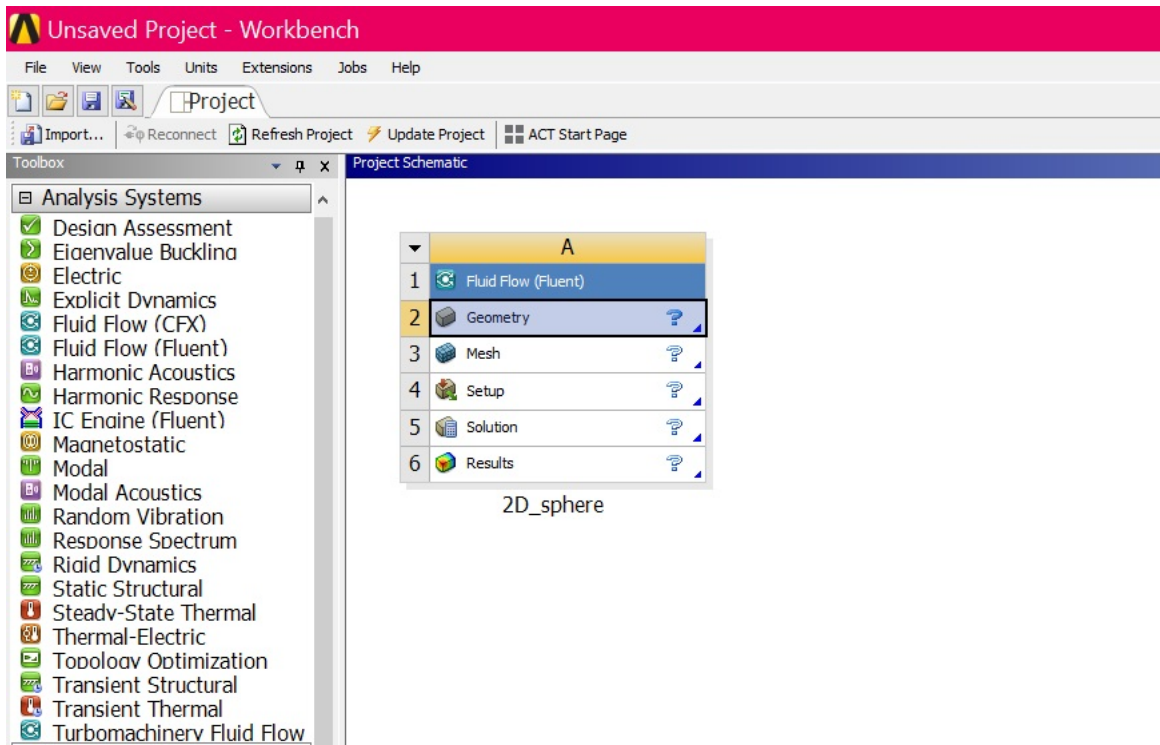 Unsaved Project - Workbench
File View Tools Units Extensions Jobs Help
Project
Import... Reconnect Refresh Project Update Project ACT Start Page
Toolbox
Project Schematic
Analysis Systems
Design Assessment
Eigenvalue Buckling
Electric
Explicit Dynamics
Fluid Flow (CFX)
Fluid Flow (Fluent)
Harmonic Acoustics
Harmonic Response
IC Engine (Fluent)
Magnetostatic
Modal
Modal Acoustics
Random Vibration
Response Spectrum
Rigid Dynamics
Static Structural
Steady-State Thermal
Thermal-Electric
Topology Optimization
Transient Structural
Transient Thermal
Turbomachinery Fluid Flow
A
1 Fluid Flow (Fluent)
2 Geometry ?
3 Mesh ?
4 Setup ?
5 Solution ?
6 Results ?
2D_sphere